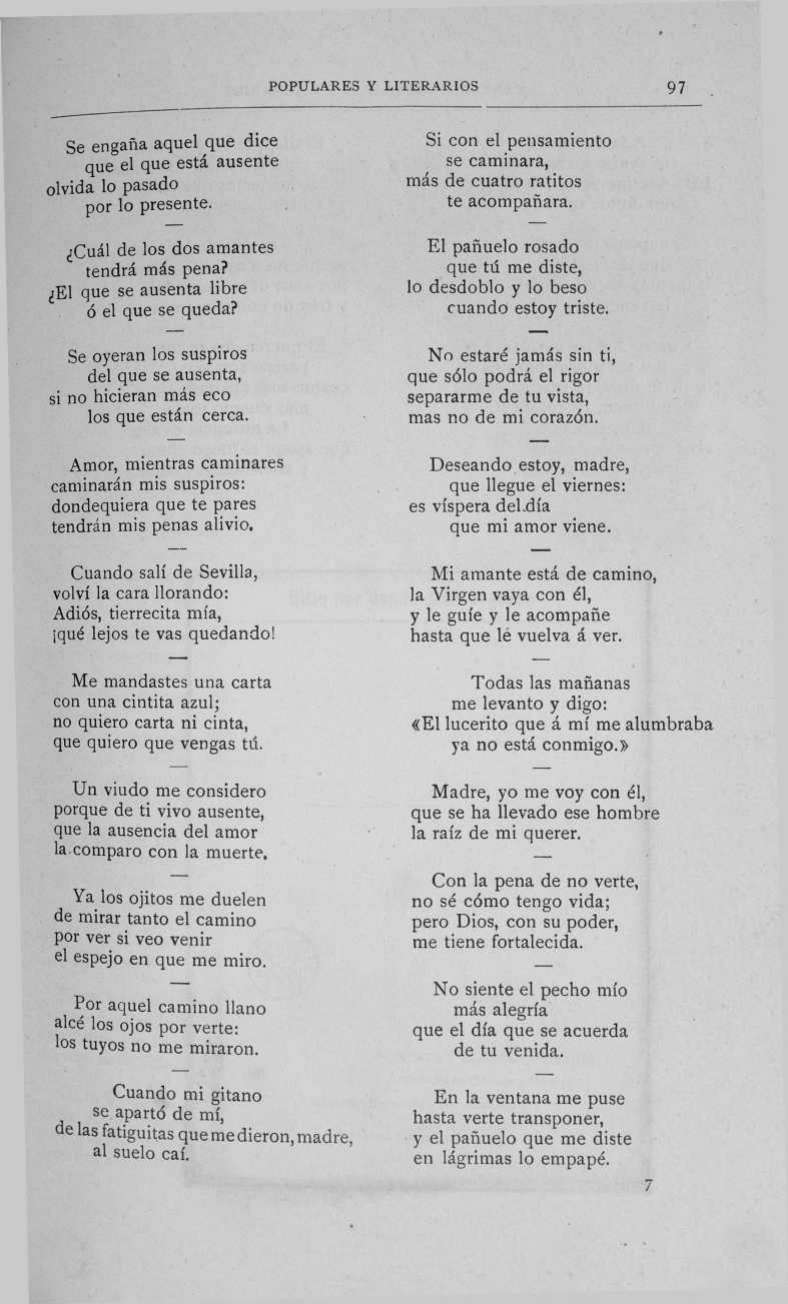 POPULARES Y LITERARIOS 97
Se engaña aquel que dice
que el que está ausente
olvida lo pasado
por lo presente.
—
¿Cuál de los dos amantes
tendrá más pena?
¿El que se ausenta libre
ó el que se queda?
—
Se oyeran los suspiros
del que se ausenta,
si no hicieran más eco
los que están cerca.
—
Amor, mientras caminares
caminarán mis suspiros:
dondequiera que te pares
tendrán mis penas alivio.
—
Cuando salí de Sevilla,
volví la cara llorando:
Adiós, tierrecita mía,
¡qué lejos te vas quedando!
—
Me mandastes una carta
con una cintita azul;
no quiero carta ni cinta,
que quiero que vengas tú.
—
Un viudo me considero
porque de ti vivo ausente,
que la ausencia del amor
la comparo con la muerte.
—
Ya los ojitos me duelen
de mirar tanto el camino
por ver si veo venir
el espejo en que me miro.
—
Por aquel camino llano
alcé los ojos por verte:
los tuyos no me miraron.
—
Cuando mi gitano
se apartó de mí,
de las fatiguitas que me dieron, madre,
al suelo caí.
Si con el pensamiento
se caminara,
más de cuatro ratitos
te acompañara.
—
El pañuelo rosado
que tú me diste,
lo desdoblo y lo beso
cuando estoy triste.
—
No estaré jamás sin ti,
que sólo podrá el rigor
separarme de tu vista,
mas no de mi corazón.
—
Deseando estoy, madre,
que llegue el viernes:
es víspera del día
que mi amor viene.
—
Mi amante está de camino,
la Virgen vaya con él,
y le guíe y le acompañe
hasta que le vuelva á ver.
—
Todas las mañanas
me levanto y digo:
«El lucerito que á mí me alumbraba
ya no está conmigo.»
—
Madre, yo me voy con él,
que se ha llevado ese hombre
la raíz de mi querer.
—
Con la pena de no verte,
no sé cómo tengo vida;
pero Dios, con su poder,
me tiene fortalecida.
—
No siente el pecho mío
más alegría
que el día que se acuerda
de tu venida.
—
En la ventana me puse
hasta verte transponer,
y el pañuelo que me diste
en lágrimas lo empapé.
7